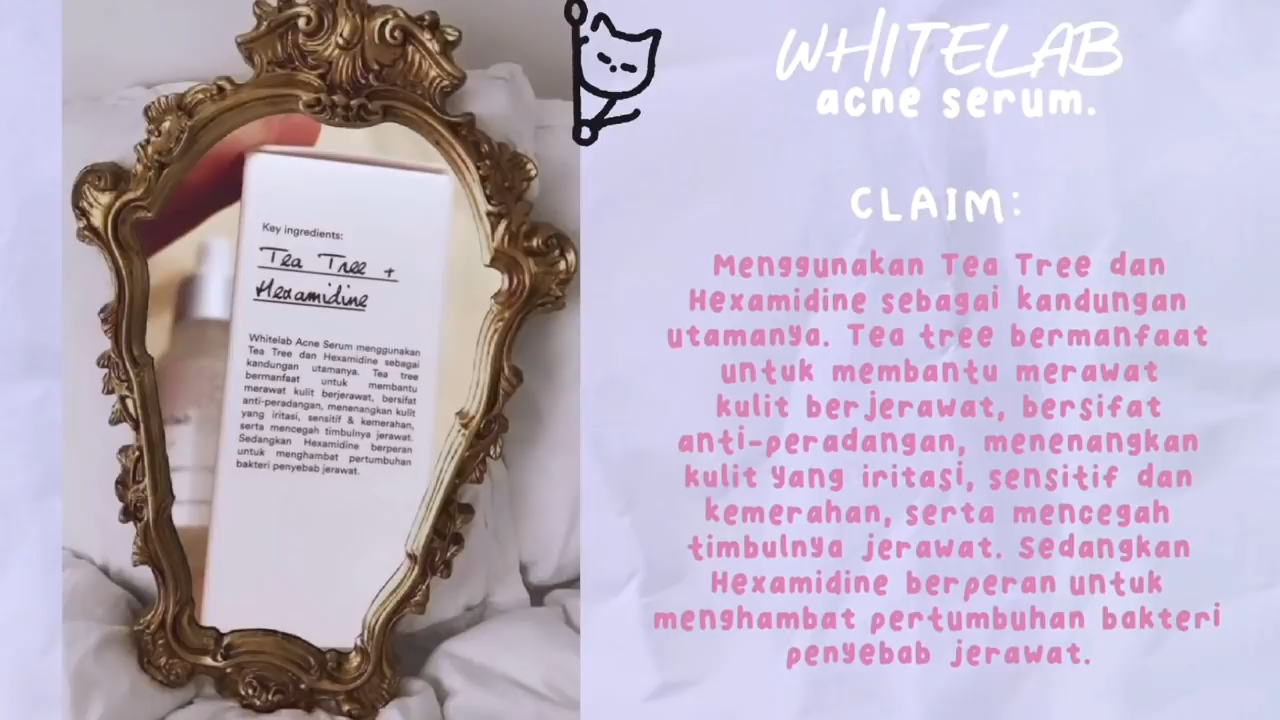 Key ingredients:
Tea Tree +
Hexamidine
Whitelab Acne Serum menggunakan
Tea Tree dan Hexamidine sebagai
kandungan utamanya. Tea tree
bermanfaat untuk membantu
merawat kulit berjerawat, bersifat
anti-peradangan, menenangkan kulit
yang iritasi, sensitif & kemerahan,
serta mencegah timbulnya jerawat.
Sedangkan Hexamidine berperan
untuk menghambat pertumbuhan
bakteri penyebab jerawat.
WHITELAB
acne serum.
CLAIM:
Menggunakan Tea Tree dan
Hexamidine sebagai kandungan
utamanya. Tea tree bermanfaat
untuk membantu merawat
kulit berjerawat, bersifat
anti-peradangan, menenangkan
kulit yang iritasi, sensitif dan
kemerahan, serta mencegah
timbulnya jerawat. Sedangkan
Hexamidine berperan untuk
menghambat pertumbuhan bakteri
penyebab jerawat.